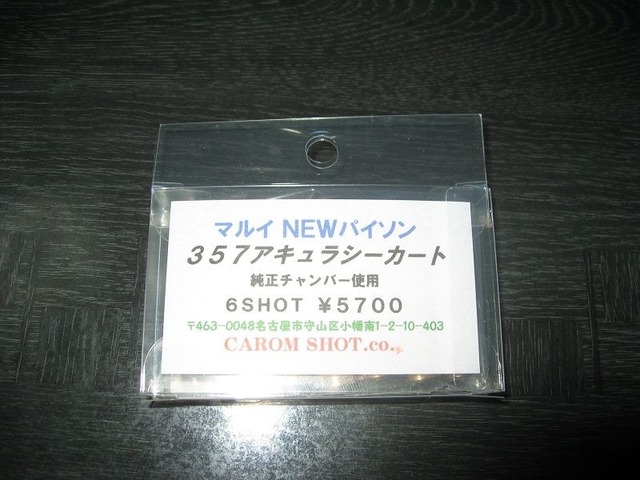 マルイ NEWパイソン
３５７アキュラシーカート
純正チャンバー使用
6SHOT ￥5700
〒463-0048名古屋市守山区小幡南1-2-10-403
CAROM SHOT.co.,